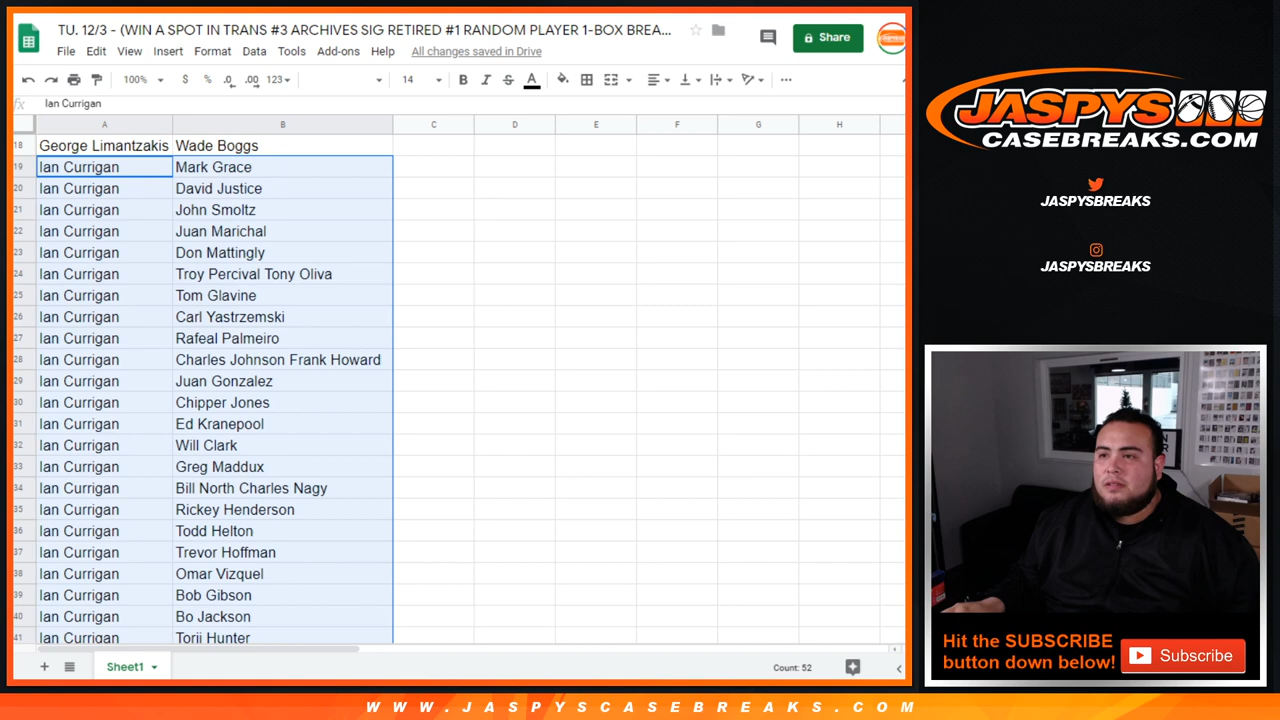 TU. 12/3 - (WIN A SPOT IN TRANS #3 ARCHIVES SIG RETIRED #1 RANDOM PLAYER 1-BOX BREA...
Share
File Edit View Insert Format Data Tools Add-ons Help All changes saved in Drive
100% $ % .0 .00 123 14 B I S A
fx Ian Currigan
A B C D E F G H
18 George Limantzakis Wade Boggs
19 Ian Currigan Mark Grace
20 Ian Currigan David Justice
21 Ian Currigan John Smoltz
22 Ian Currigan Juan Marichal
23 Ian Currigan Don Mattingly
24 Ian Currigan Troy Percival Tony Oliva
25 Ian Currigan Tom Glavine
26 Ian Currigan Carl Yastrzemski
27 Ian Currigan Rafeal Palmeiro
28 Ian Currigan Charles Johnson Frank Howard
29 Ian Currigan Juan Gonzalez
30 Ian Currigan Chipper Jones
31 Ian Currigan Ed Kranepool
32 Ian Currigan Will Clark
33 Ian Currigan Greg Maddux
34 Ian Currigan Bill North Charles Nagy
35 Ian Currigan Rickey Henderson
36 Ian Currigan Todd Helton
37 Ian Currigan Trevor Hoffman
38 Ian Currigan Omar Vizquel
39 Ian Currigan Bob Gibson
40 Ian Currigan Bo Jackson
41 Ian Currigan Torii Hunter
Sheet1 Count: 52
JASPYS
CASEBREAKS.COM
JASPYSBREAKS
JASPYSBREAKS
Hit the SUBSCRIBE
button down below!
Subscribe
WWW.JASPYSCASEBREAKS.COM